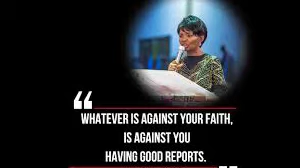 “
WHATEVER IS AGAINST YOUR FAITH,
IS AGAINST YOU
HAVING GOOD REPORTS.